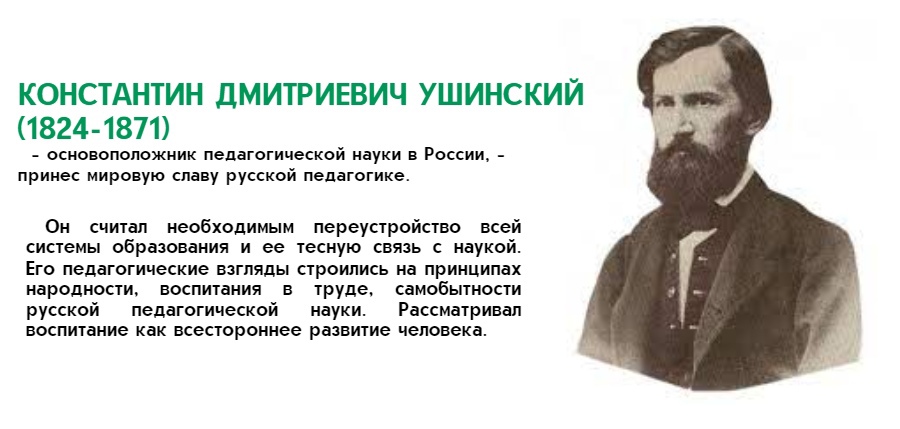 КОНСТАНТИН ДМИТРИЕВИЧ УШИНСКИЙ
(1824-1871)
- основоположник педагогической науки в России, -
принес мировую славу русской педагогике.
Он считал необходимым переустройство всей
системы образования и ее тесную связь с наукой.
Его педагогические взгляды строились на принципах
народности, воспитания в труде, самобытности
русской педагогической науки. Рассматривал
воспитание как всестороннее развитие человека.